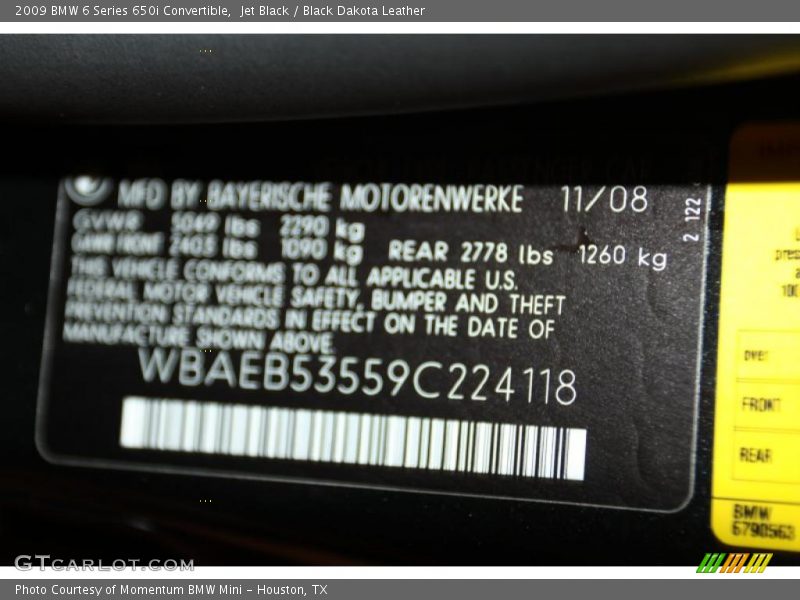 2009 BMW 6 Series 650i Convertible,  Jet Black / Black Dakota Leather
MFD BY BAYERISCHE MOTORENWERKE 11/08
GVWR 5049 lbs 2290 kg
GAWR FRONT 2403 lbs 1090 kg REAR 2778 lbs 1260 kg
THIS VEHICLE CONFORMS TO ALL APPLICABLE U.S.
FEDERAL MOTOR VEHICLE SAFETY, BUMPER AND THEFT
PREVENTION STANDARDS IN EFFECT ON THE DATE OF
MANUFACTURE SHOWN ABOVE.
WBAEB53559C224118
2 122
FRONT
REAR
BMW
6790563
GTCARLOT.COM
Photo Courtesy of Momentum BMW Mini - Houston, TX